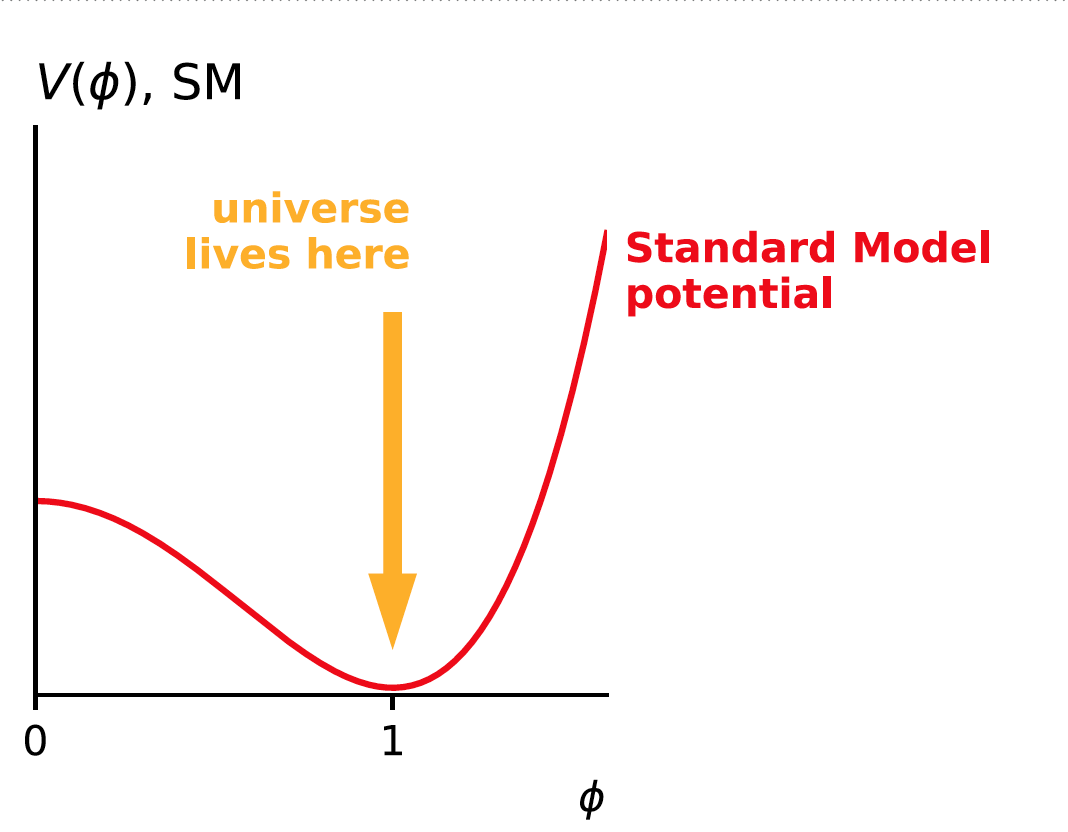 V(ϕ), SM
universe
lives here
Standard Model
potential
0
1
ϕ